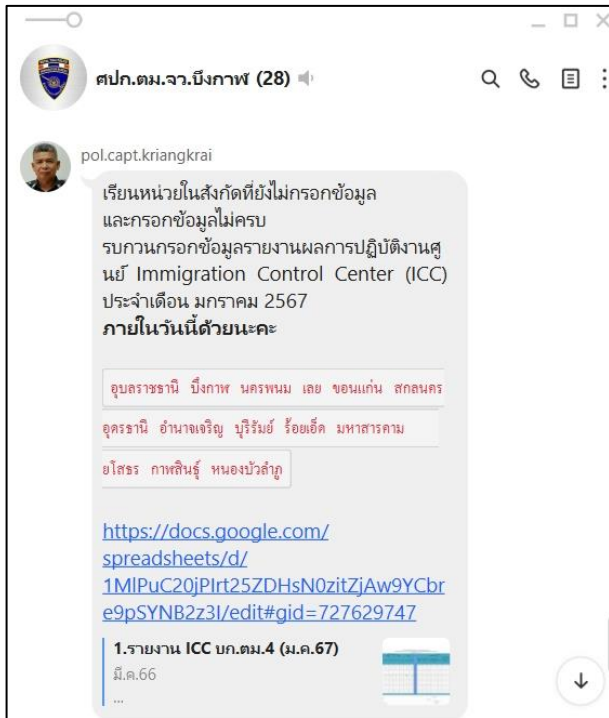 ศปก.ตม.จว.บึงกาฬ (28)
pol.capt.kriangkrai
เรียนหน่วยในสังกัดที่ยังไม่กรอกข้อมูล
และกรอกข้อมูลไม่ครบ
รบกวนกรอกข้อมูลรายงานผลการปฏิบัติงานศู
นย์ Immigration Control Center (ICC)
ประจำเดือน มกราคม 2567
ภายในวันนี้ด้วยนะคะ
อุบลราชธานี บึงกาฬ นครพนม เลย ขอนแก่น สกลนคร
อุดรธานี อำนาจเจริญ บุรีรัมย์ ร้อยเอ็ด มหาสารคาม
ยโสธร กาฬสินธุ์ หนองบัวลำภู
https://docs.google.com/
spreadsheets/d/
1MlPuC20jPIrt25ZDHsN0zitZjAw9YCbr
e9pSYNB2z3I/edit#gid=727629747
1.รายงาน ICC บก.ตม.4 (ม.ค.67)
มี.ค.66
...